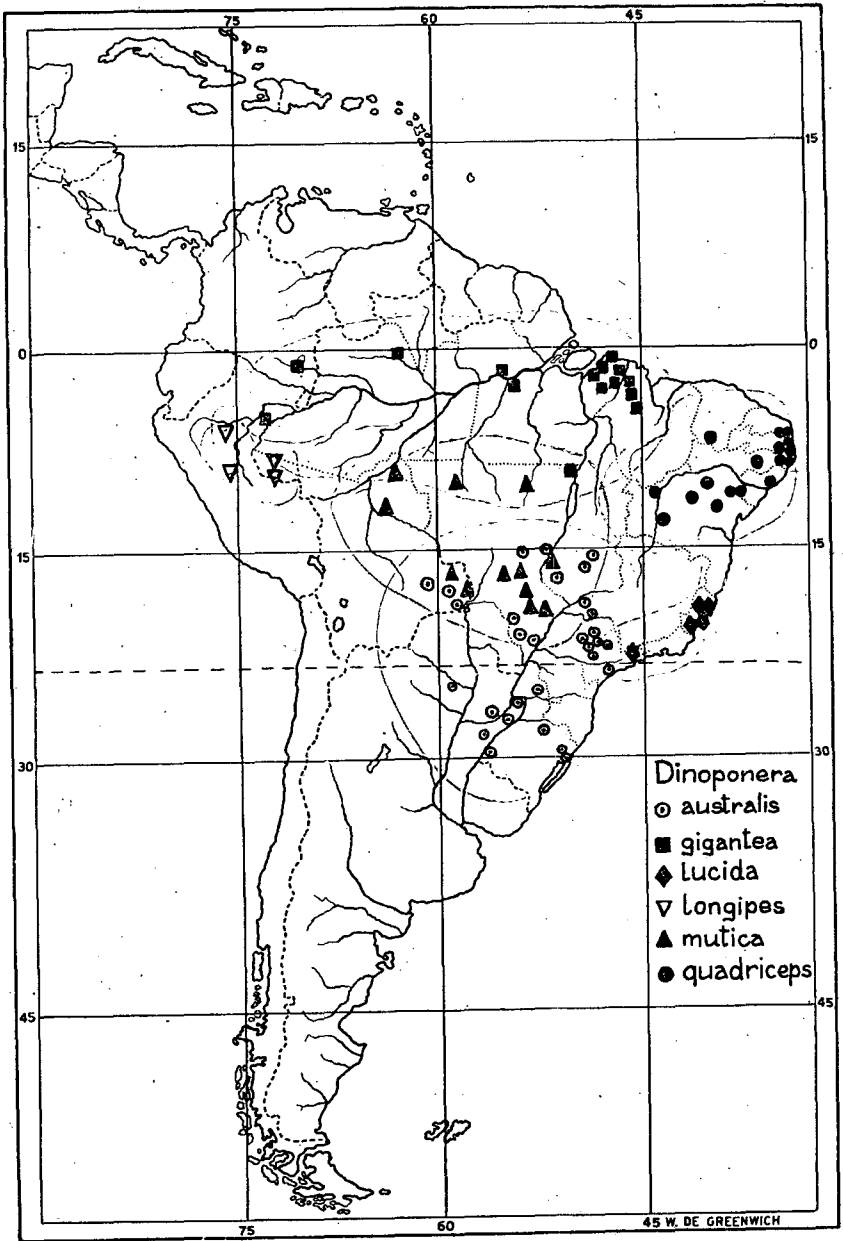 75 60 45
15 15
0 0
15 15
30 30
Dinoponera
australis
gigantea
lucida
longipes
mutica
quadriceps
45 45
75 60 45 W. DE GREENWICH